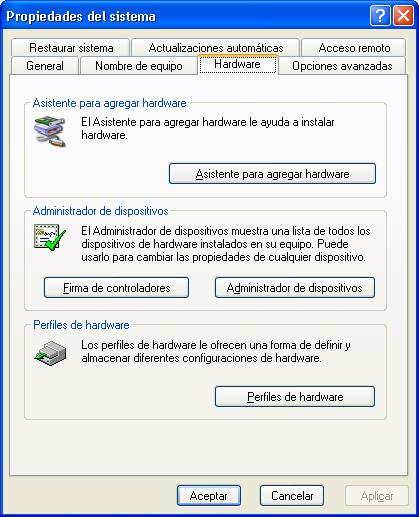 Propiedades del sistema
Restaurar sistema Actualizaciones automáticas Acceso remoto
General Nombre de equipo Hardware Opciones avanzadas
Asistente para agregar hardware
El Asistente para agregar hardware le ayuda a instalar
hardware.
Asistente para agregar hardware
Administrador de dispositivos
El Administrador de dispositivos muestra una lista de todos los
dispositivos de hardware instalados en su equipo. Puede
usarlo para cambiar las propiedades de cualquier dispositivo.
Firma de controladores Administrador de dispositivos
Perfiles de hardware
Los perfiles de hardware le ofrecen una forma de definir y
almacenar diferentes configuraciones de hardware.
Perfiles de hardware
Aceptar Cancelar Aplicar